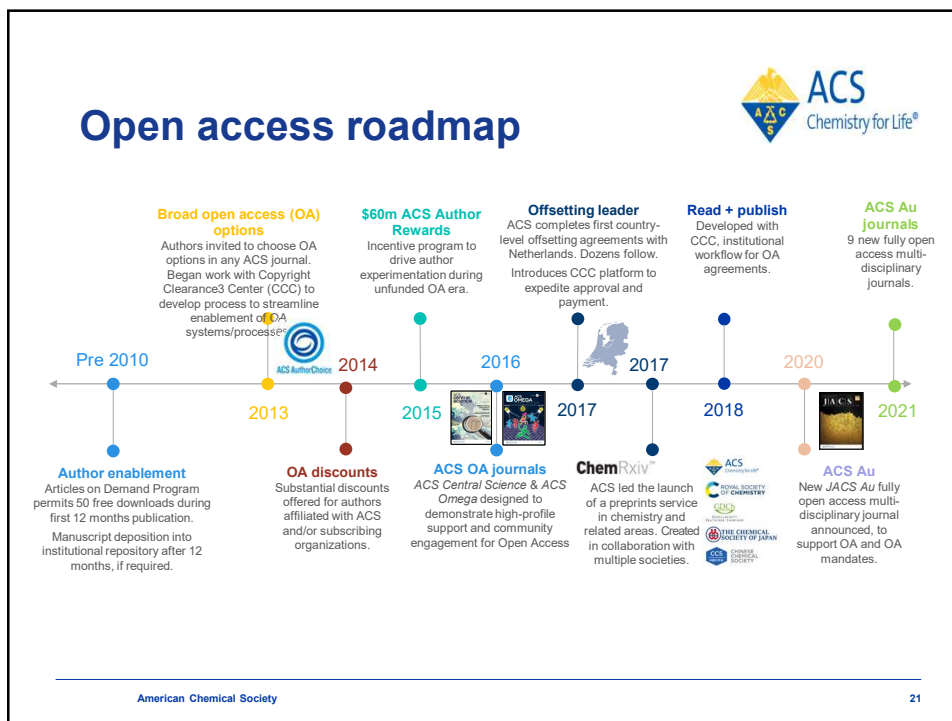 Open access roadmap
ACS
Chemistry for Life®
A C S
Broad open access (OA)
options
Authors invited to choose OA
options in any ACS journal.
Began work with Copyright
Clearance3 Center (CCC) to
develop process to streamline
enablement of OA
systems/processes
ACS AuthorChoice
$60m ACS Author
Rewards
Incentive program to
drive author
experimentation during
unfunded OA era.
Offsetting leader
ACS completes first country-
level offsetting agreements with
Netherlands. Dozens follow.
Introduces CCC platform to
expedite approval and
payment.
Read + publish
Developed with
CCC, institutional
workflow for OA
agreements.
ACS Au
journals
9 new fully open
access multi-
disciplinary
journals.
Pre 2010
2014
2016
2017
2020
2013
2015
2017
2018
2021
central
science
OMEGA
JACS
Author enablement
Articles on Demand Program
permits 50 free downloads during
first 12 months publication.
Manuscript deposition into
institutional repository after 12
months, if required.
OA discounts
Substantial discounts
offered for authors
affiliated with ACS
and/or subscribing
organizations.
ACS OA journals
ACS Central Science & ACS
Omega designed to
demonstrate high-profile
support and community
engagement for Open Access
ChemRxiv™
ACS led the launch
of a preprints service
in chemistry and
related areas. Created
in collaboration with
multiple societies.
ACS
Chemistry for Life®
ROYAL SOCIETY
OF CHEMISTRY
GDCh
THE CHEMICAL
SOCIETY OF JAPAN
CCS
CHINESE
CHEMICAL
SOCIETY
ACS Au
New JACS Au fully
open access multi-
disciplinary journal
announced, to
support OA and OA
mandates.
American Chemical Society
21